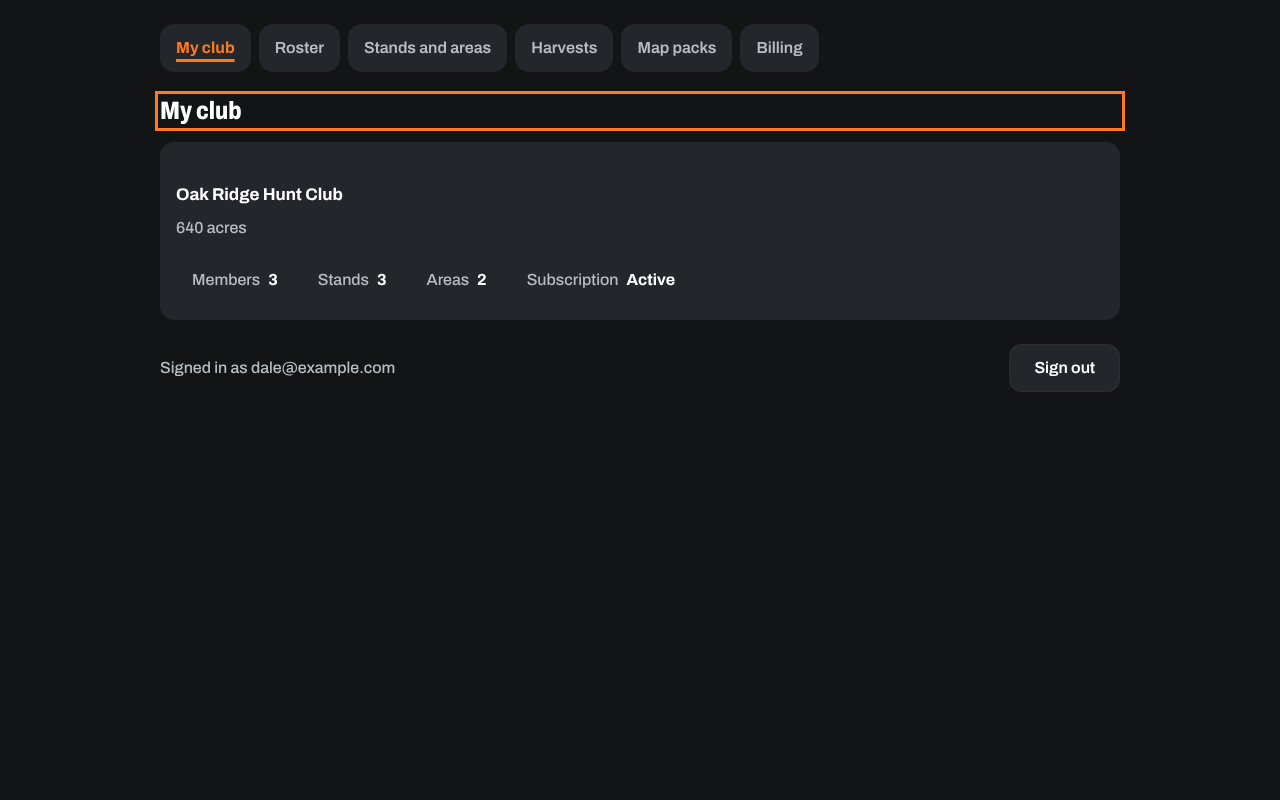 My club Roster Stands and areas Harvests Map packs Billing
My club
Oak Ridge Hunt Club
640 acres
Members 3 Stands 3 Areas 2 Subscription Active
Signed in as dale@example.com Sign out